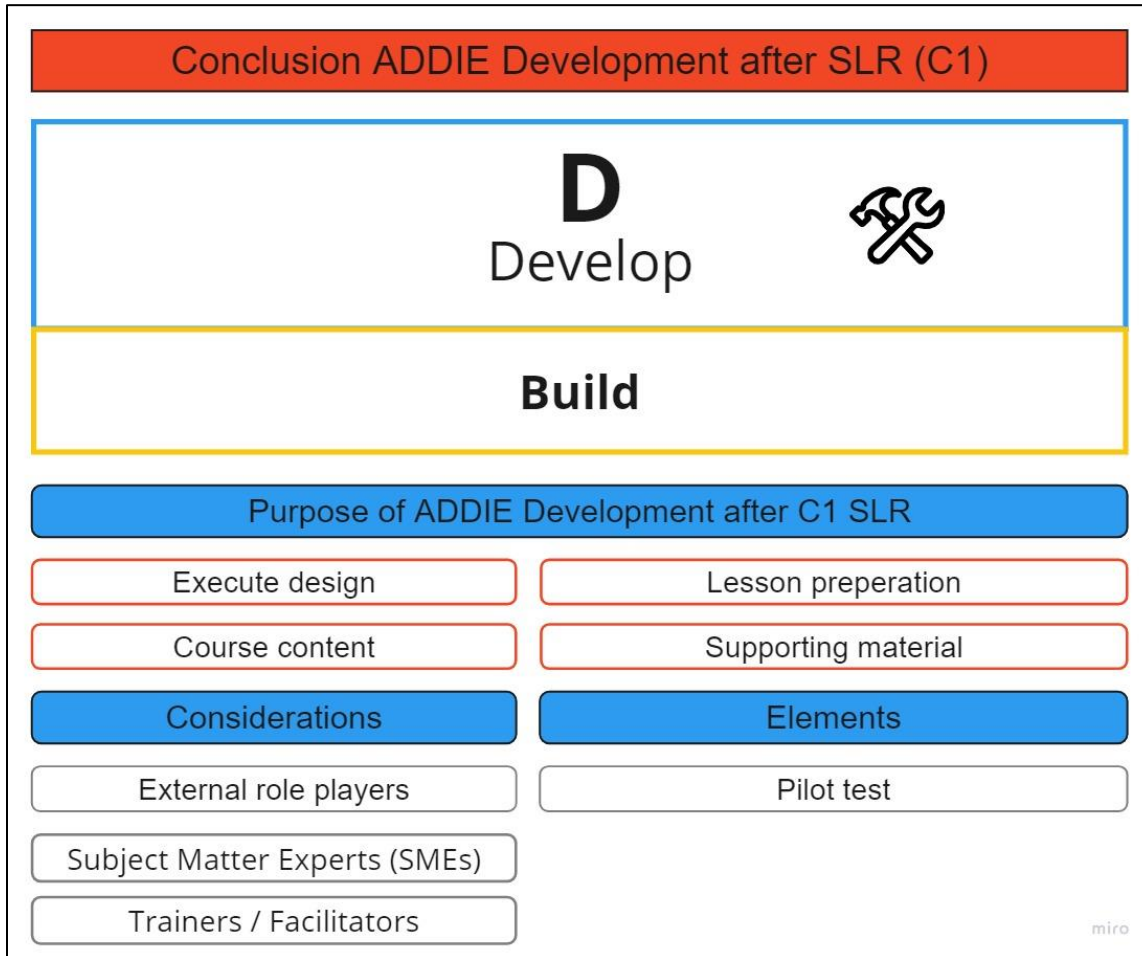 Conclusion ADDIE Development after SLR (C1)
D
Develop
Build
Purpose of ADDIE Development after C1 SLR
Execute design
Lesson preperation
Course content
Supporting material
Considerations
Elements
External role players
Pilot test
Subject Matter Experts (SMEs)
Trainers / Facilitators
miro